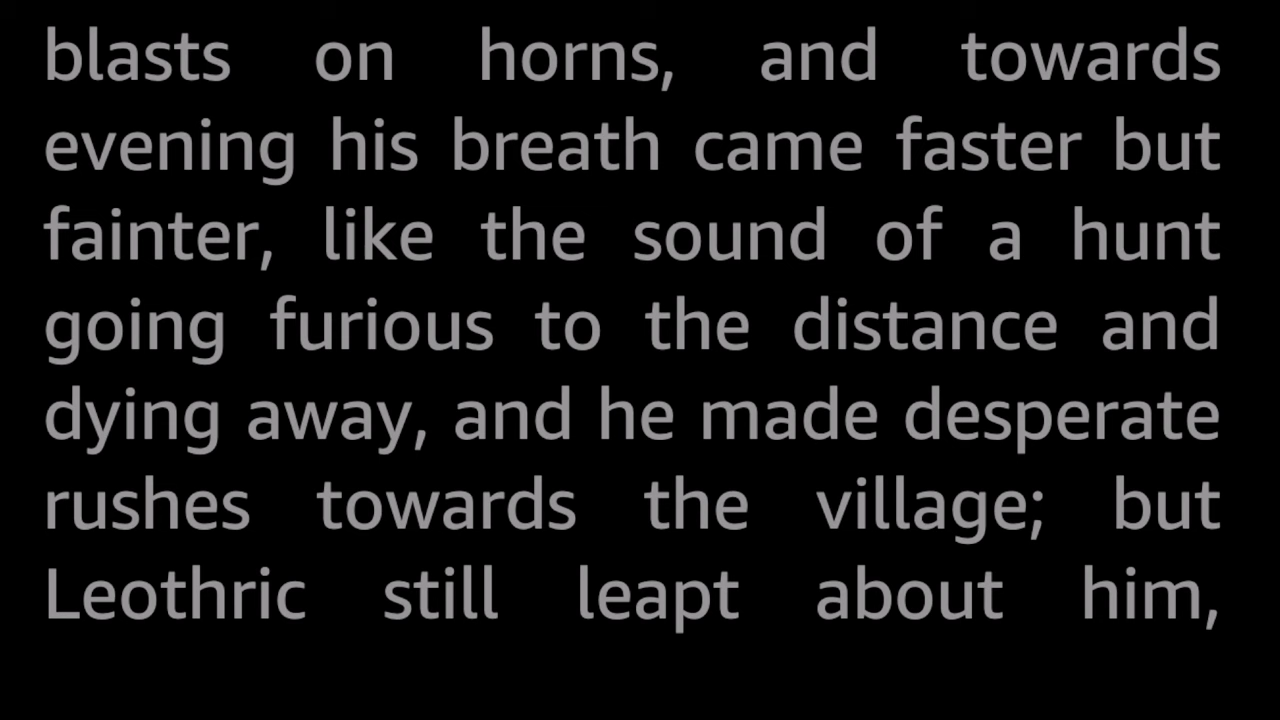 blasts on horns, and towards
evening his breath came faster but
fainter, like the sound of a hunt
going furious to the distance and
dying away, and he made desperate
rushes towards the village; but
Leothric still leapt about him,